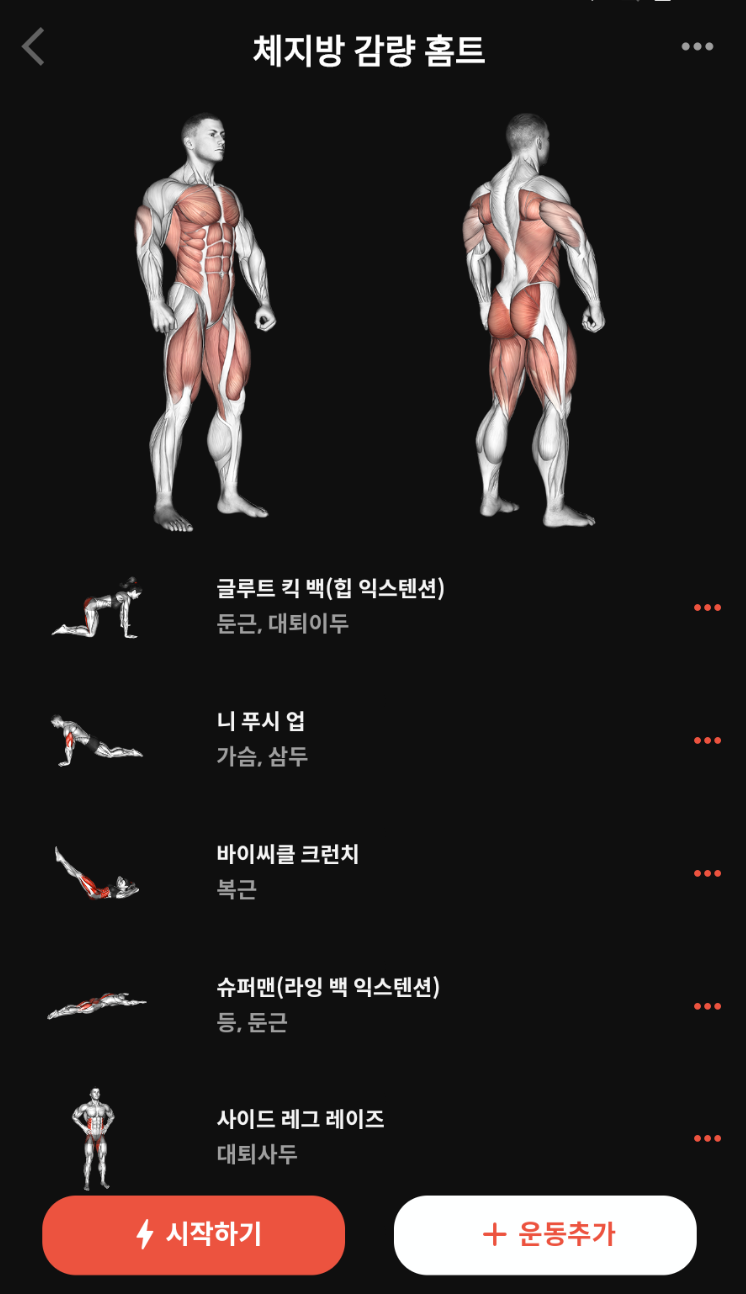 체지방 감량 홈트
글루트 킥 백(힙 익스텐션)
둔근, 대퇴이두
니 푸시 업
가슴, 삼두
바이씨클 크런치
복근
슈퍼맨(라잉 백 익스텐션)
등, 둔근
사이드 레그 레이즈
대퇴사두
시작하기
+ 운동추가